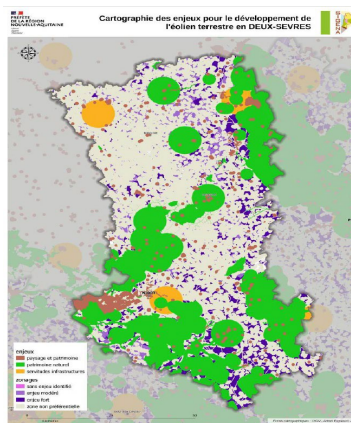 PRÉFÈTE
DE LA RÉGION
NOUVELLE-AQUITAINE
Cartographie des enjeux pour le développement de
l'éolien terrestre en DEUX-SEVRES
Enjeux
paysage et patrimoine
patrimoine naturel
servitudes infrastructures
zonages
sans enjeu identifié
enjeu modéré
enjeu fort
zone non préférentielle